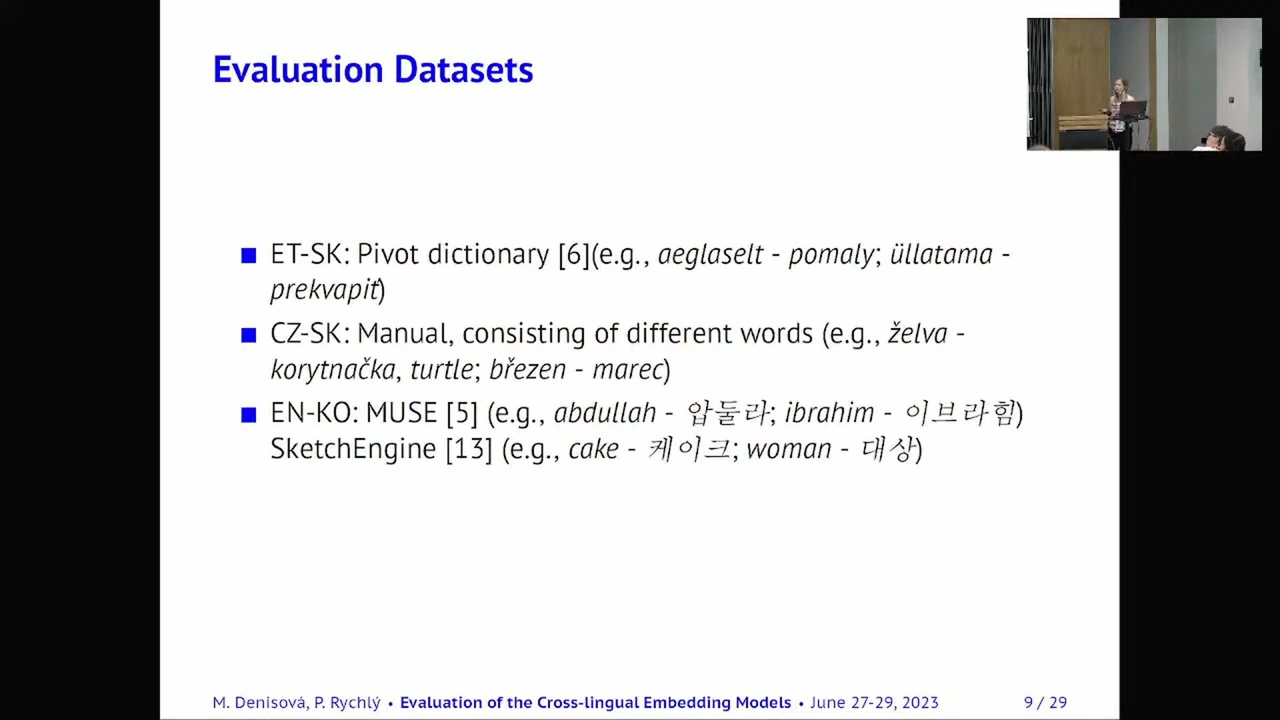 Evaluation Datasets
ET-SK: Pivot dictionary [6](e.g., aeglaselt - pomaly; üllatama -
prekvapiť)
CZ-SK: Manual, consisting of different words (e.g., želva -
korytnačka, turtle; březen - marec)
EN-KO: MUSE [5] (e.g., abdullah - 압둘라; ibrahim - 이브라힘)
SketchEngine [13] (e.g., cake - 케이크; woman - 대상)
M. Denisová, P. Rychlý • Evaluation of the Cross-lingual Embedding Models • June 27-29, 2023 9 / 29